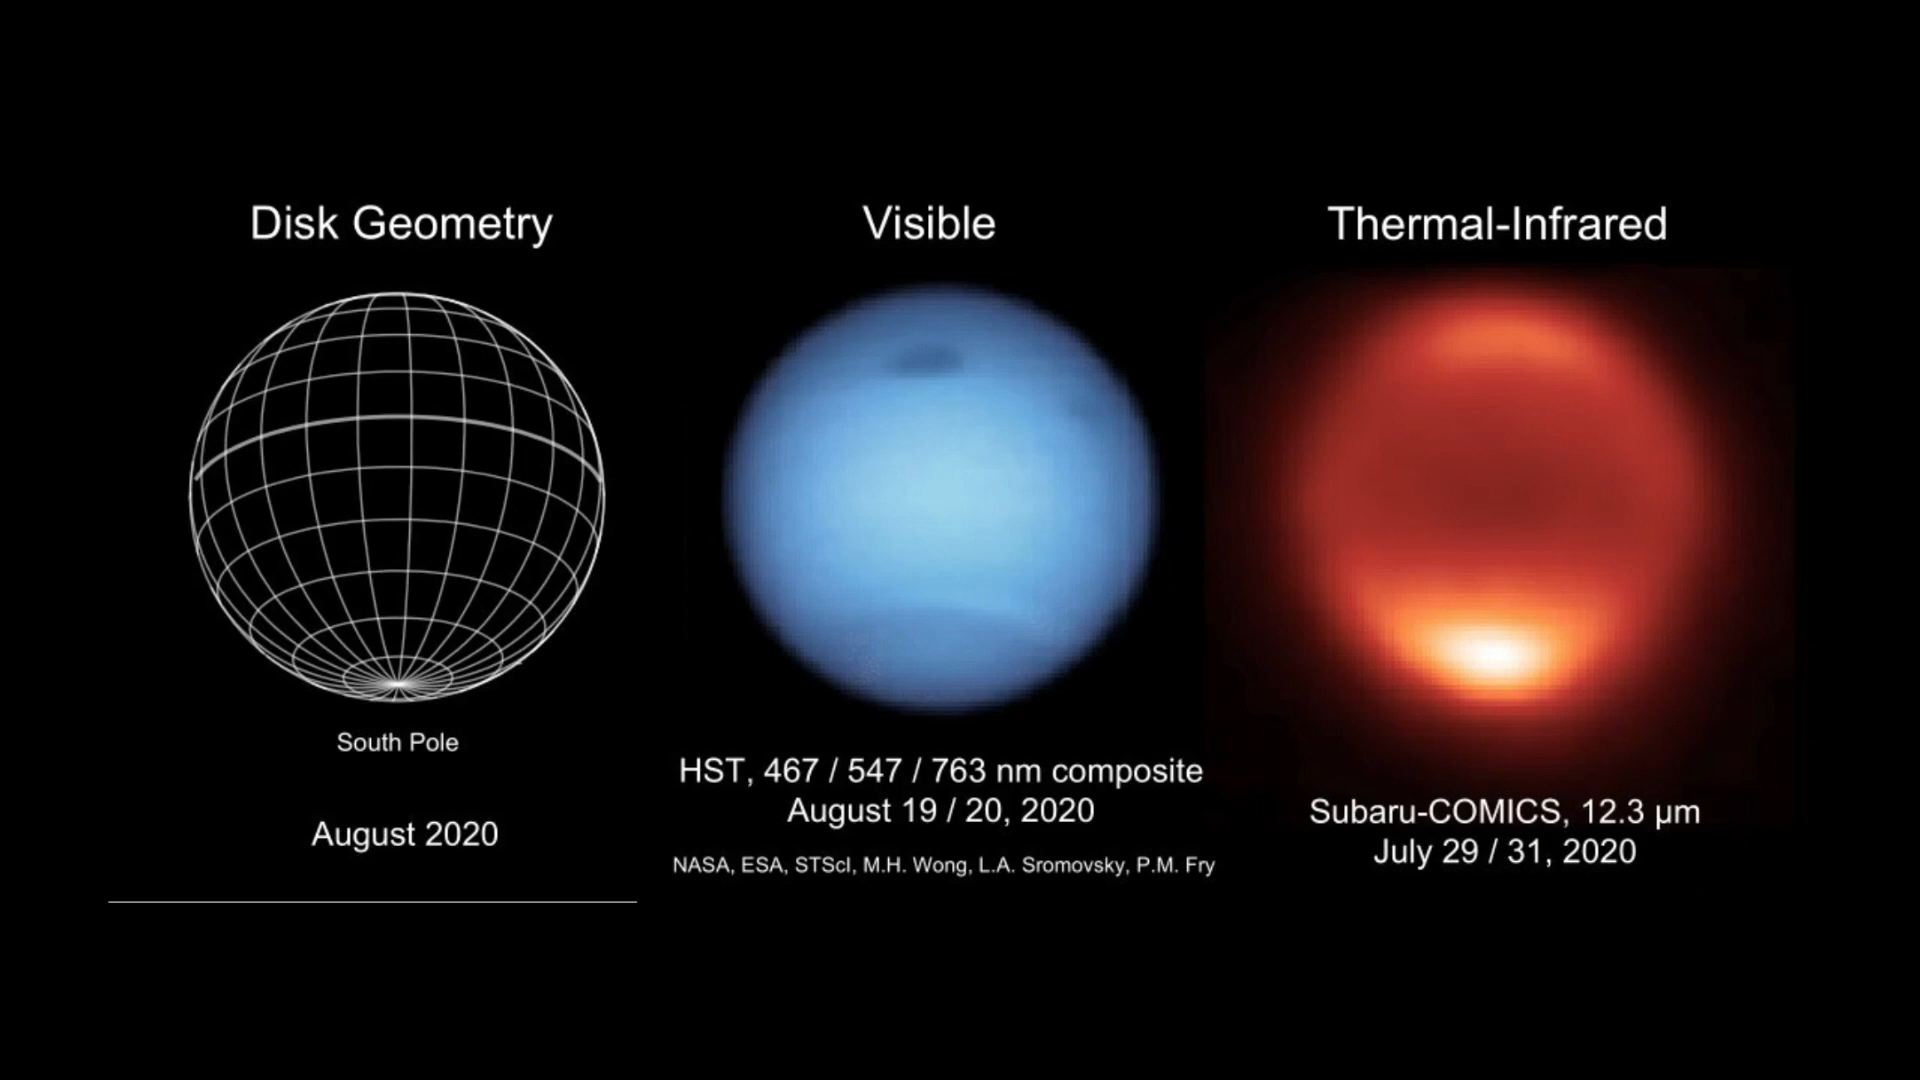 Disk Geometry
South Pole
August 2020
Visible
HST, 467 / 547 / 763 nm composite
August 19 / 20, 2020
NASA, ESA, STScI, M.H. Wong, L.A. Sromovsky, P.M. Fry
Thermal-Infrared
Subaru-COMICS, 12.3 µm
July 29 / 31, 2020